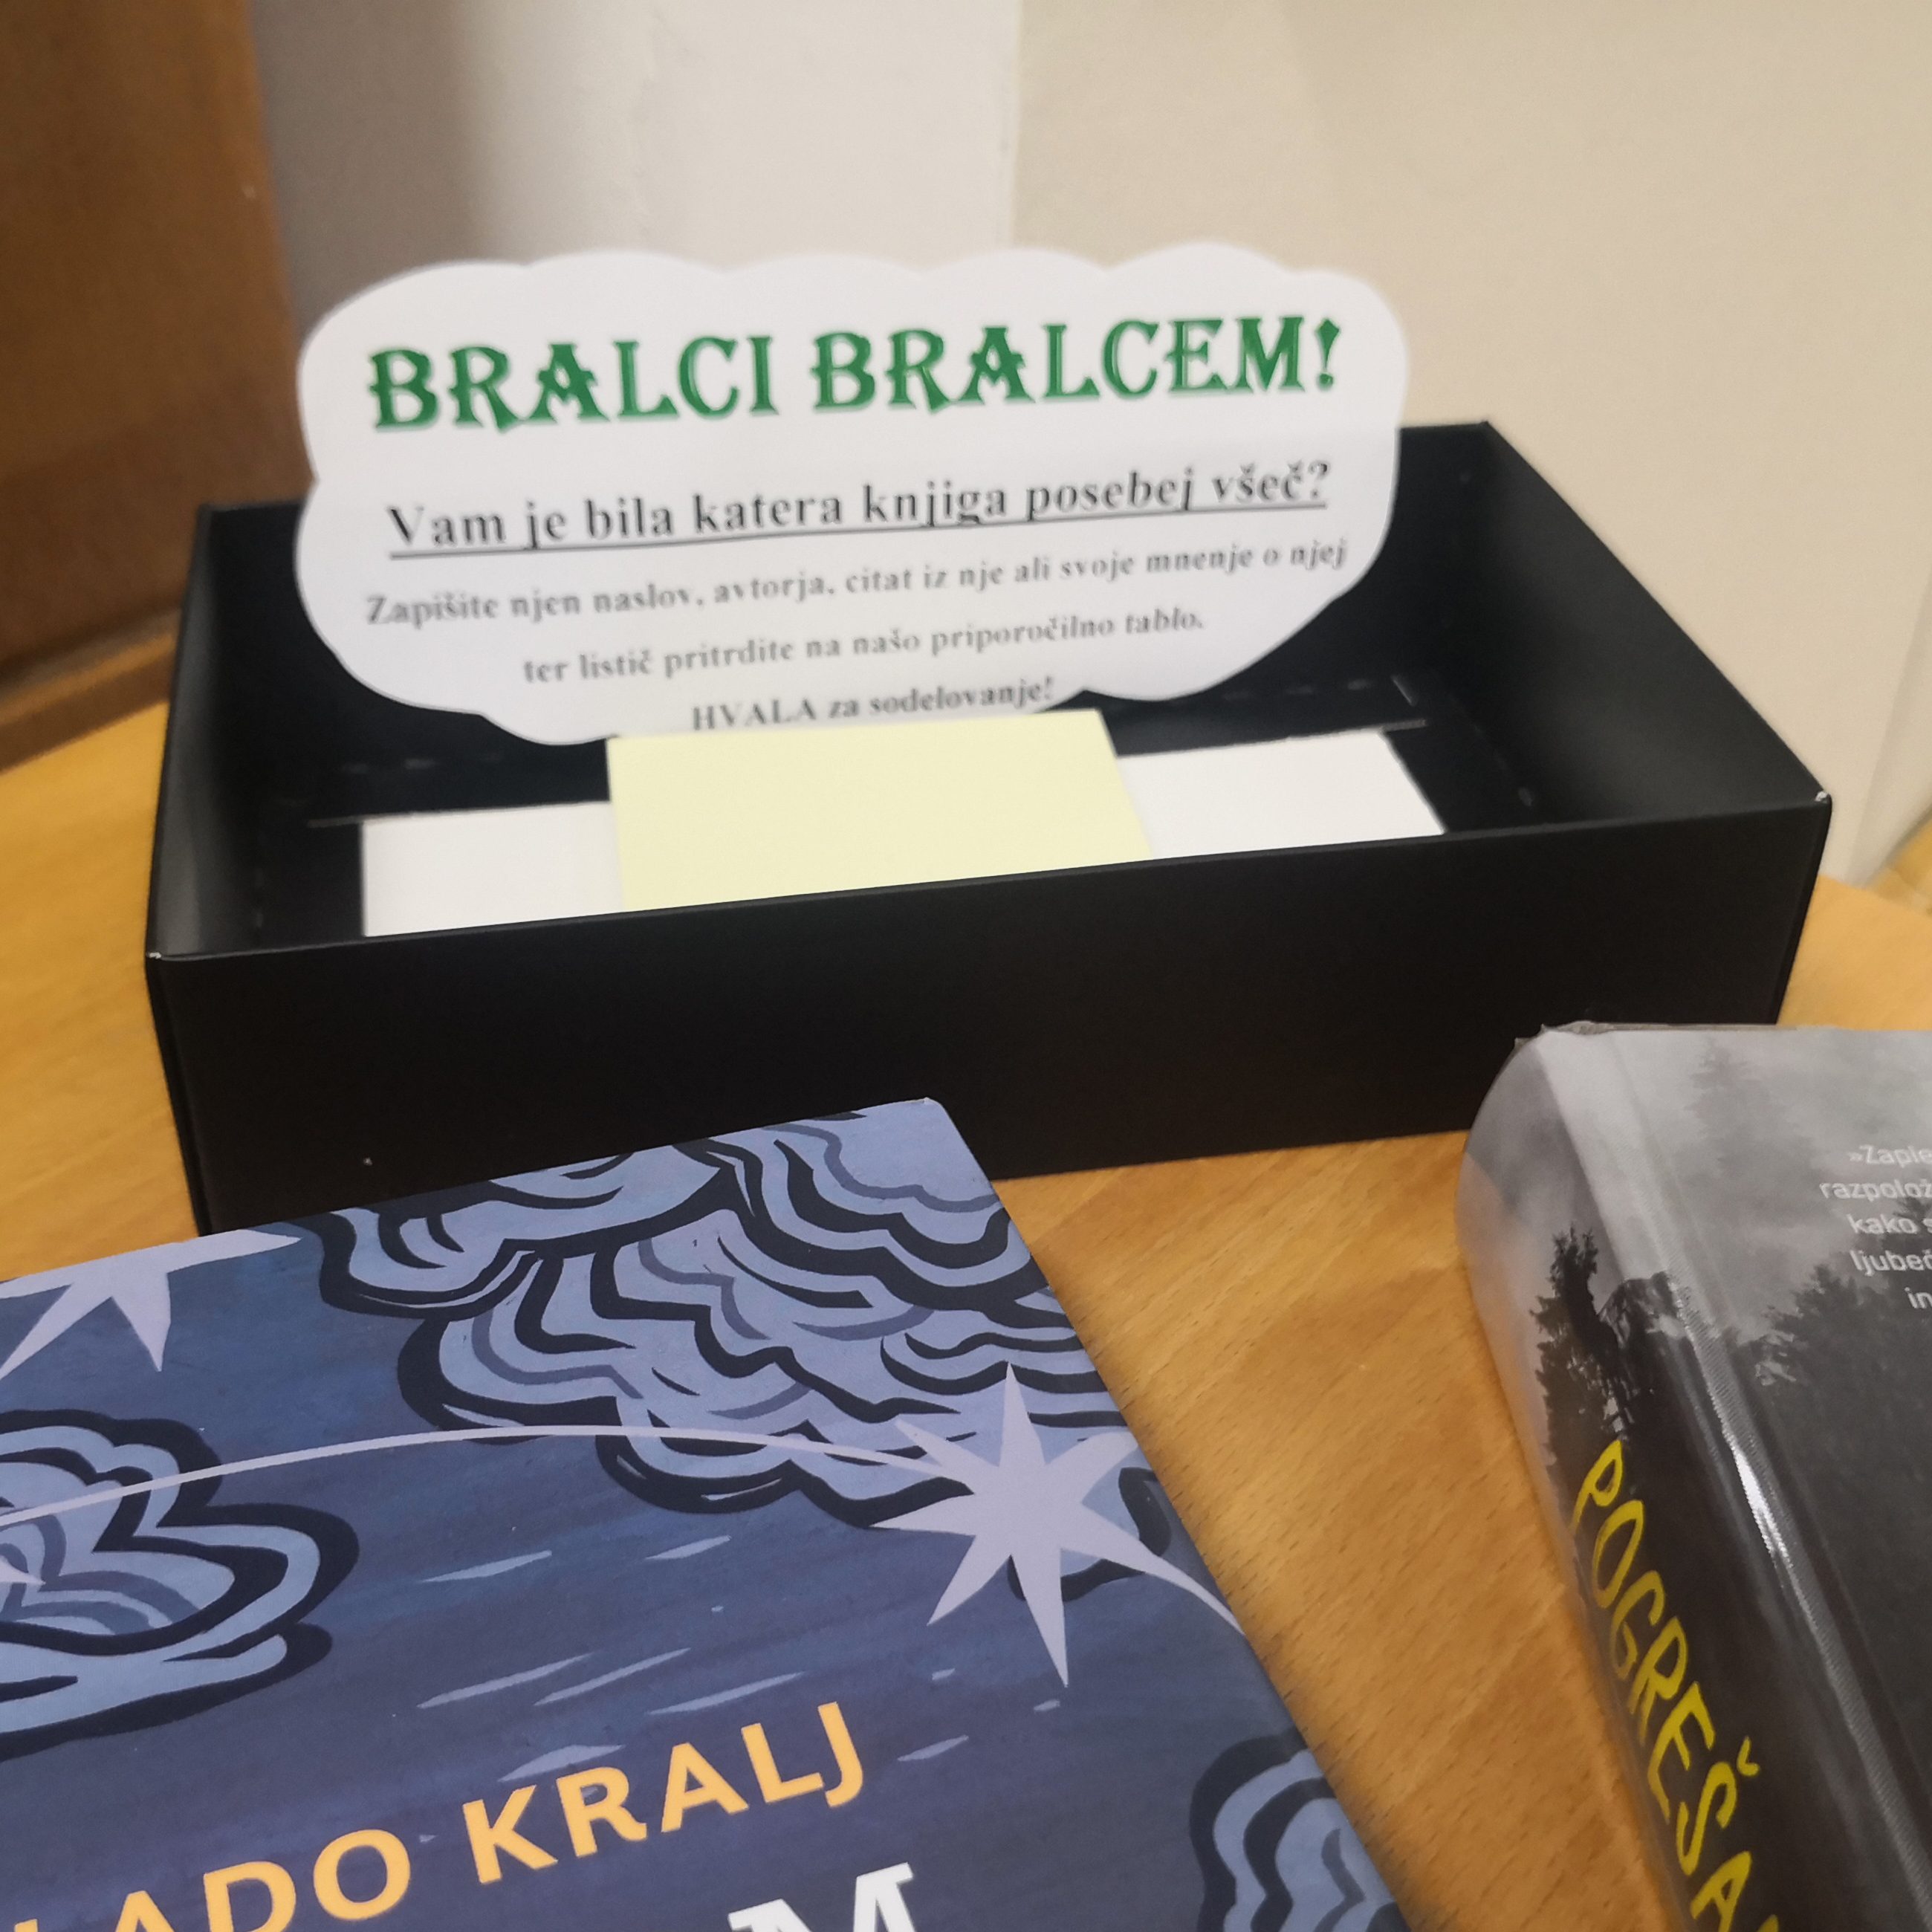 BRALCI BRALCEM!
Vam je bila katera knjiga posebej všeč?
Zapišite njen naslov, avtorja, citat iz nje ali svoje mnenje o njej
ter listič pritrdite na našo priporočilno tablo.
HVALA za sodelovanje!
»Zaple
razpolož
kako s
ljubeč
in
POGREŠA
LADO KRALJ
M